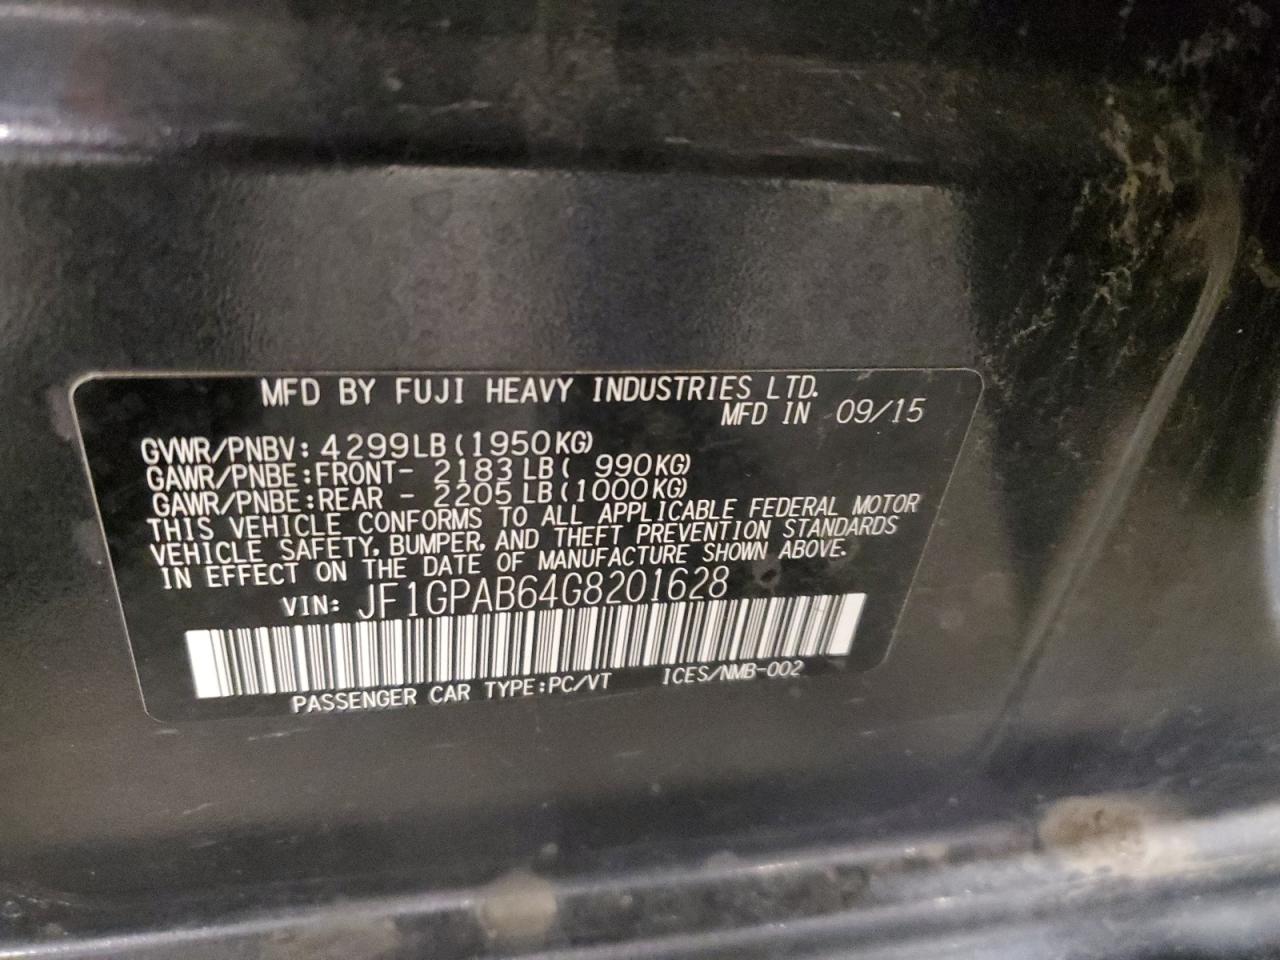 MFD BY FUJI HEAVY INDUSTRIES LTD.
MFD IN 09/15
GVWR/PNBV: 4299LB (1950KG)
GAWR/PNBE:FRONT- 2183LB( 990KG)
GAWR/PNBE:REAR - 2205LB(1000KG)
THIS VEHICLE CONFORMS TO ALL APPLICABLE FEDERAL MOTOR
VEHICLE SAFETY, BUMPER, AND THEFT PREVENTION STANDARDS
IN EFFECT ON THE DATE OF MANUFACTURE SHOWN ABOVE.
VIN: JF1GPAB64G8201628
PASSENGER CAR TYPE:PC/VT ICES/NMB-002